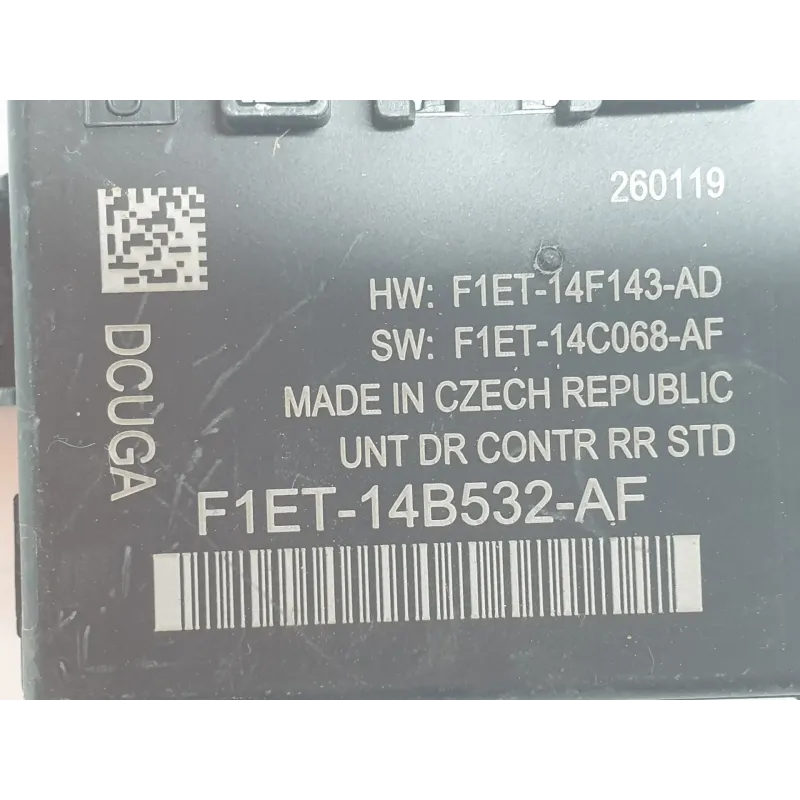 260119
HW: F1ET-14F143-AD
SW: F1ET-14C068-AF
MADE IN CZECH REPUBLIC
UNT DR CONTR RR STD
DCUGA
F1ET-14B532-AF